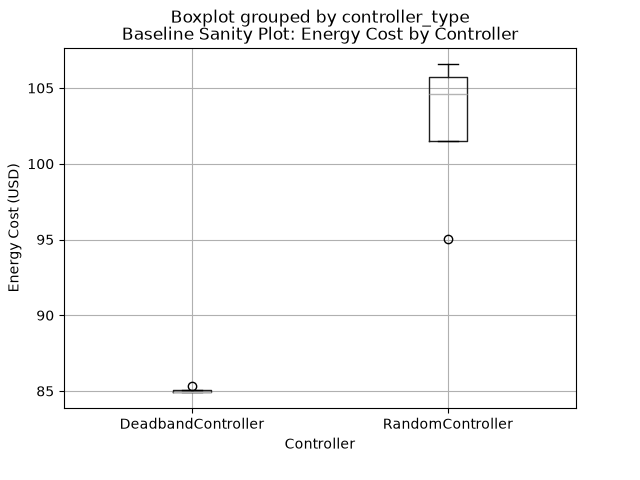 Boxplot grouped by controller_type
Baseline Sanity Plot: Energy Cost by Controller
Energy Cost (USD)
105
100
95
90
85
DeadbandController
RandomController
Controller